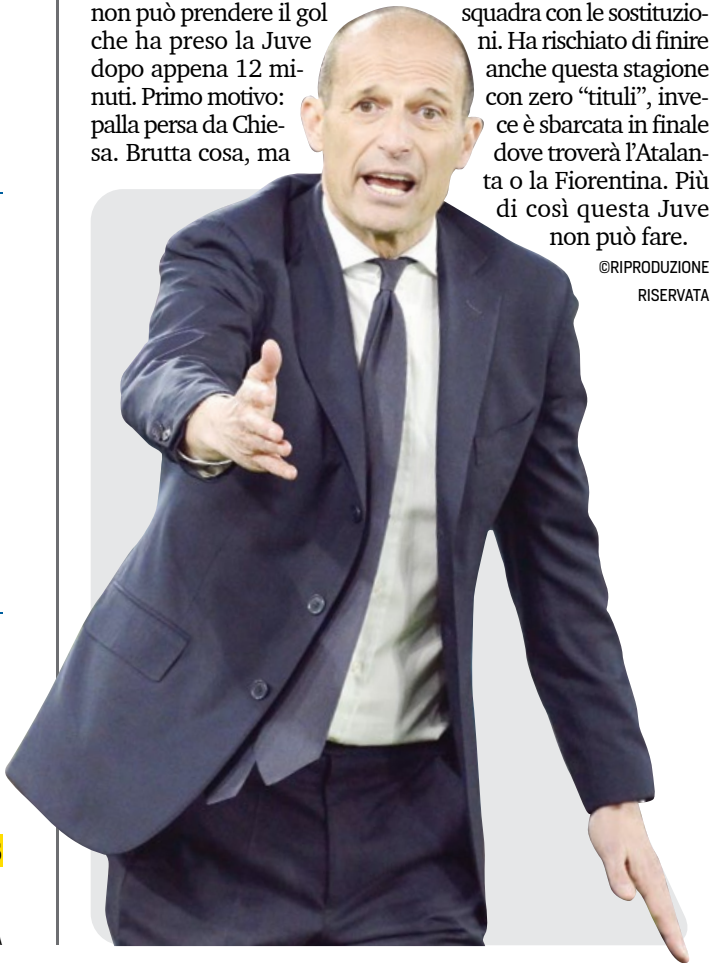 non può prendere il gol
che ha preso la Juve
dopo appena 12 mi-
nuti. Primo motivo:
palla persa da Chie-
sa. Brutta cosa, ma
squadra con le sostituzio-
ni. Ha rischiato di finire
anche questa stagione
con zero “tituli”, inve-
ce è sbarcata in finale
dove troverà l’Atalan-
ta o la Fiorentina. Più
di così questa Juve
non può fare.
©RIPRODUZIONE
RISERVATA